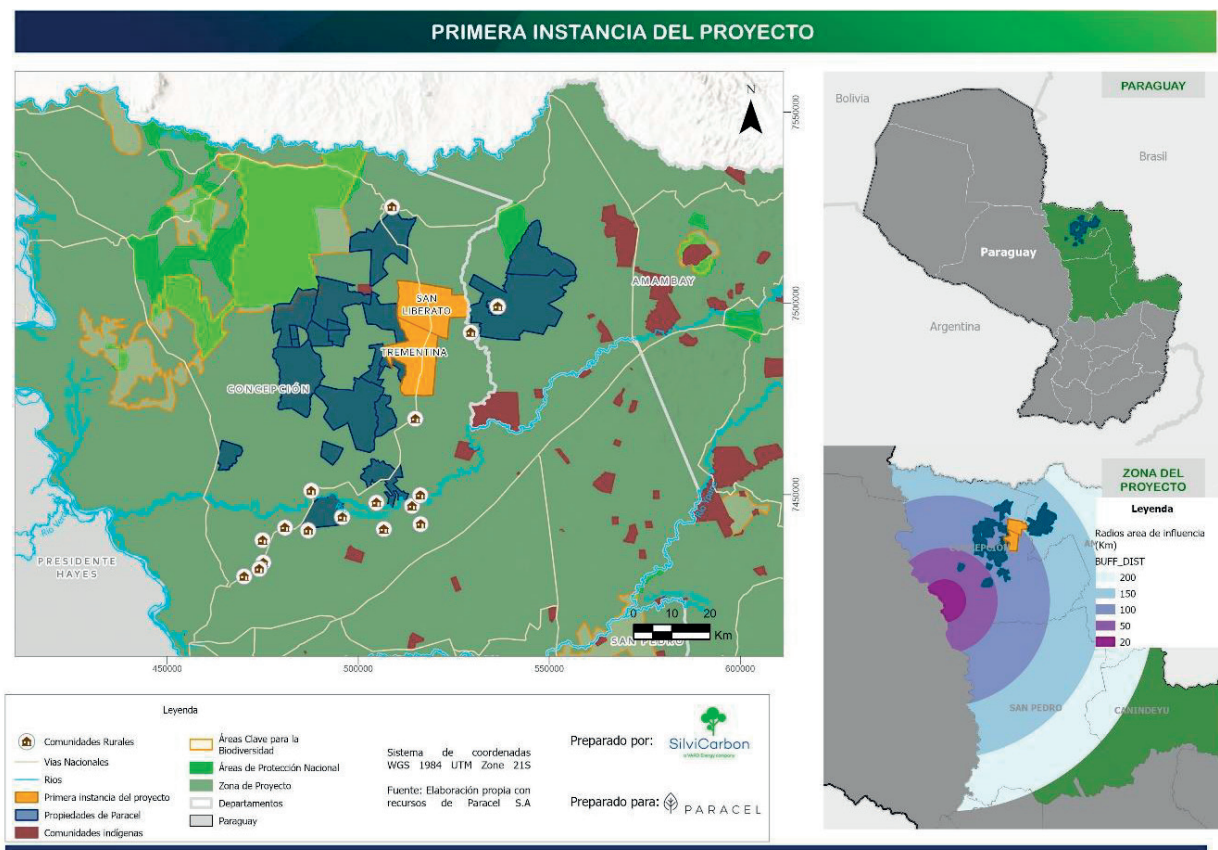 PRIMERA INSTANCIA DEL PROYECTO
N
SAN
LIBERATO
TREMENTINA
AMAMBAY
CONCEPCIÓN
PRESIDENTE
HAYES
SAN PEDRO
0 10 20
Km
7550000
7500000
7450000
450000
500000
550000
600000
PARAGUAY
Bolivia
Brasil
Paraguay
Argentina
ZONA DEL
PROYECTO
Leyenda
Radios area de influencia
(Km)
BUFF_DIST
200
150
100
50
20
CONCEPCION
SAN PEDRO
CANINDEYU
Leyenda
Comunidades Rurales
Vias Nacionales
Rios
Primera instancia del proyecto
Propiedades de Paracel
Comunidades indígenas
Áreas Clave para la
Biodiversidad
Áreas de Protección Nacional
Zona de Proyecto
Departamentos
Paraguay
Sistema de coordenadas
WGS 1984 UTM Zone 21S
Fuente: Elaboración propia con
recursos de Paracel S.A
Preparado por:
SilviCarbon
Preparado para:
PARACEL